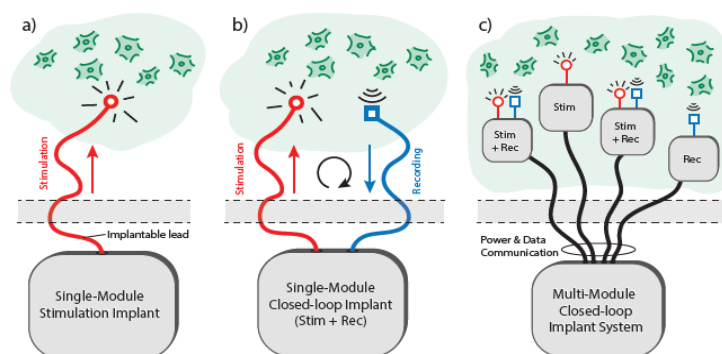 a)
Stimulation
Implantable lead
Single-Module
Stimulation Implant
b)
Stimulation
Recording
Single-Module
Closed-loop Implant
(Stim + Rec)
c)
Stim
+ Rec
Stim
Stim
+ Rec
Rec
Power & Data
Communication
Multi-Module
Closed-loop
Implant System